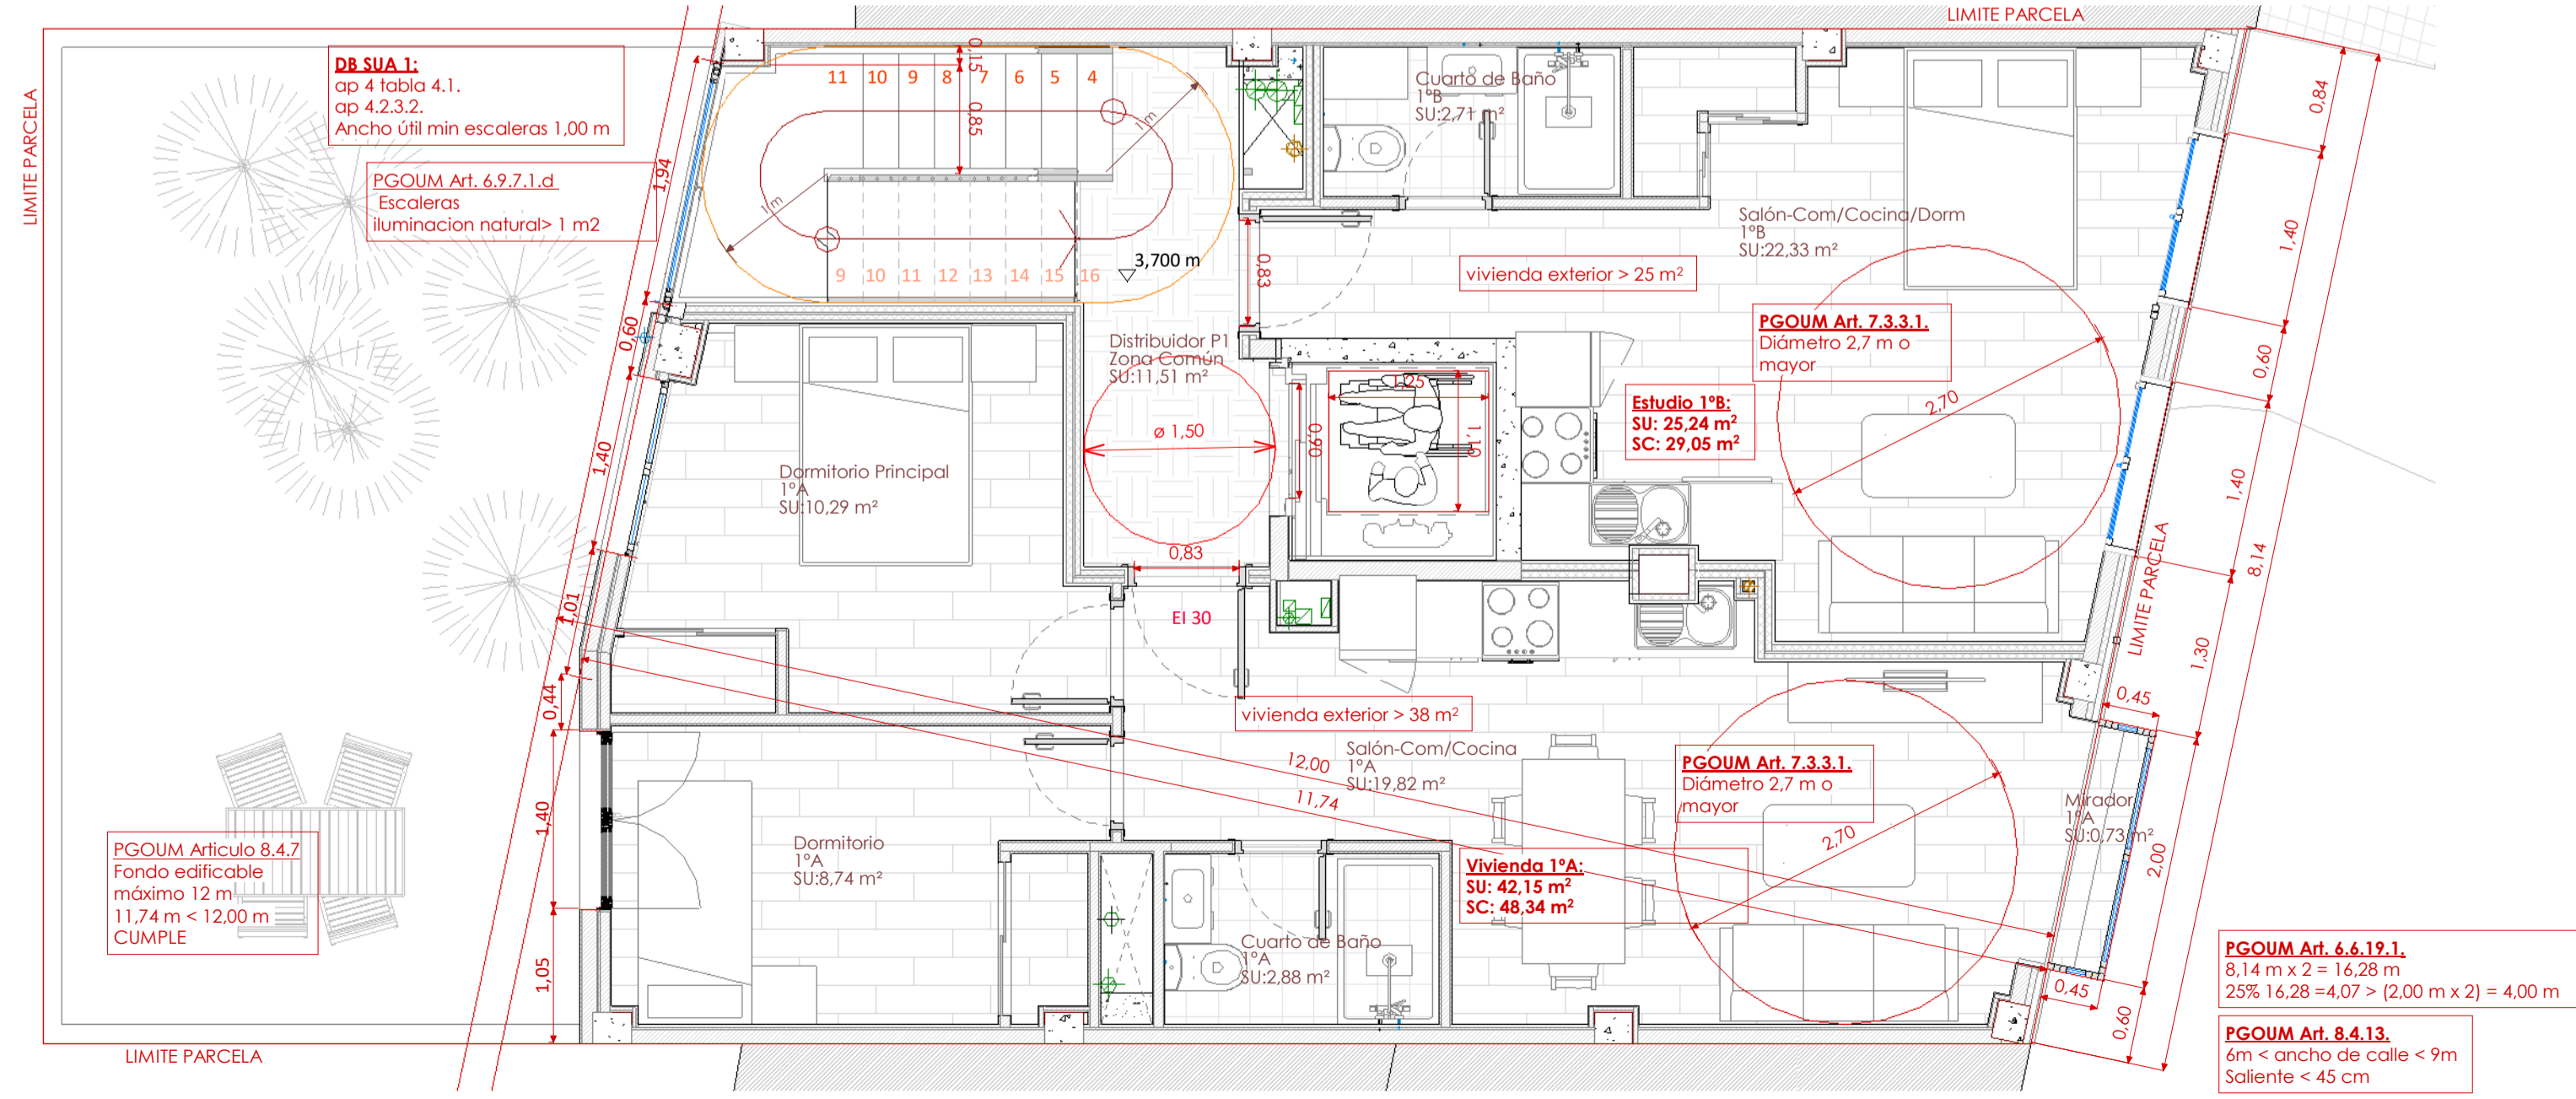 LIMITE PARCELA
LIMITE PARCELA
DB SUA 1:
ap 4 tabla 4.1.
ap 4.2.3.2.
Ancho útil min escaleras 1,00 m
PGOUM Art. 6.9.7.1.d
Escaleras
iluminacion natural> 1 m2
11 10 9 8 7 6 5 4
0,15
0,85
1 m
1 m
9 10 11 12 13 14 15 16
3,700 m
1,94
0,60
1,40
1,01
0,44
1,40
1,05
Cuarto de Baño
1ºB
SU:2,71 m²
Salón-Com/Cocina/Dorm
1ºB
SU:22,33 m²
vivienda exterior > 25 m²
0,83
PGOUM Art. 7.3.3.1.
Diámetro 2,7 m o
mayor
2,70
Estudio 1ºB:
SU: 25,24 m²
SC: 29,05 m²
Distribuidor P1
Zona Común
SU:11,51 m²
ø 1,50
0,90
1,25
1,10
0,83
EI 30
Dormitorio Principal
1ºA
SU:10,29 m²
0,84
1,40
0,60
1,40
8,14
1,30
LIMITE PARCELA
0,45
vivienda exterior > 38 m²
Salón-Com/Cocina
1ºA
SU:19,82 m²
12,00
11,74
PGOUM Art. 7.3.3.1.
Diámetro 2,7 m o
mayor
2,70
Mirador
1ºA
SU:0,73 m²
2,00
Vivienda 1ºA:
SU: 42,15 m²
SC: 48,34 m²
Dormitorio
1ºA
SU:8,74 m²
Cuarto de Baño
1ºA
SU:2,88 m²
PGOUM Articulo 8.4.7
Fondo edificable
máximo 12 m
11,74 m < 12,00 m
CUMPLE
0,45
0,60
PGOUM Art. 6.6.19.1.
8,14 m x 2 = 16,28 m
25% 16,28 =4,07 > (2,00 m x 2) = 4,00 m
PGOUM Art. 8.4.13.
6m < ancho de calle < 9m
Saliente < 45 cm
LIMITE PARCELA